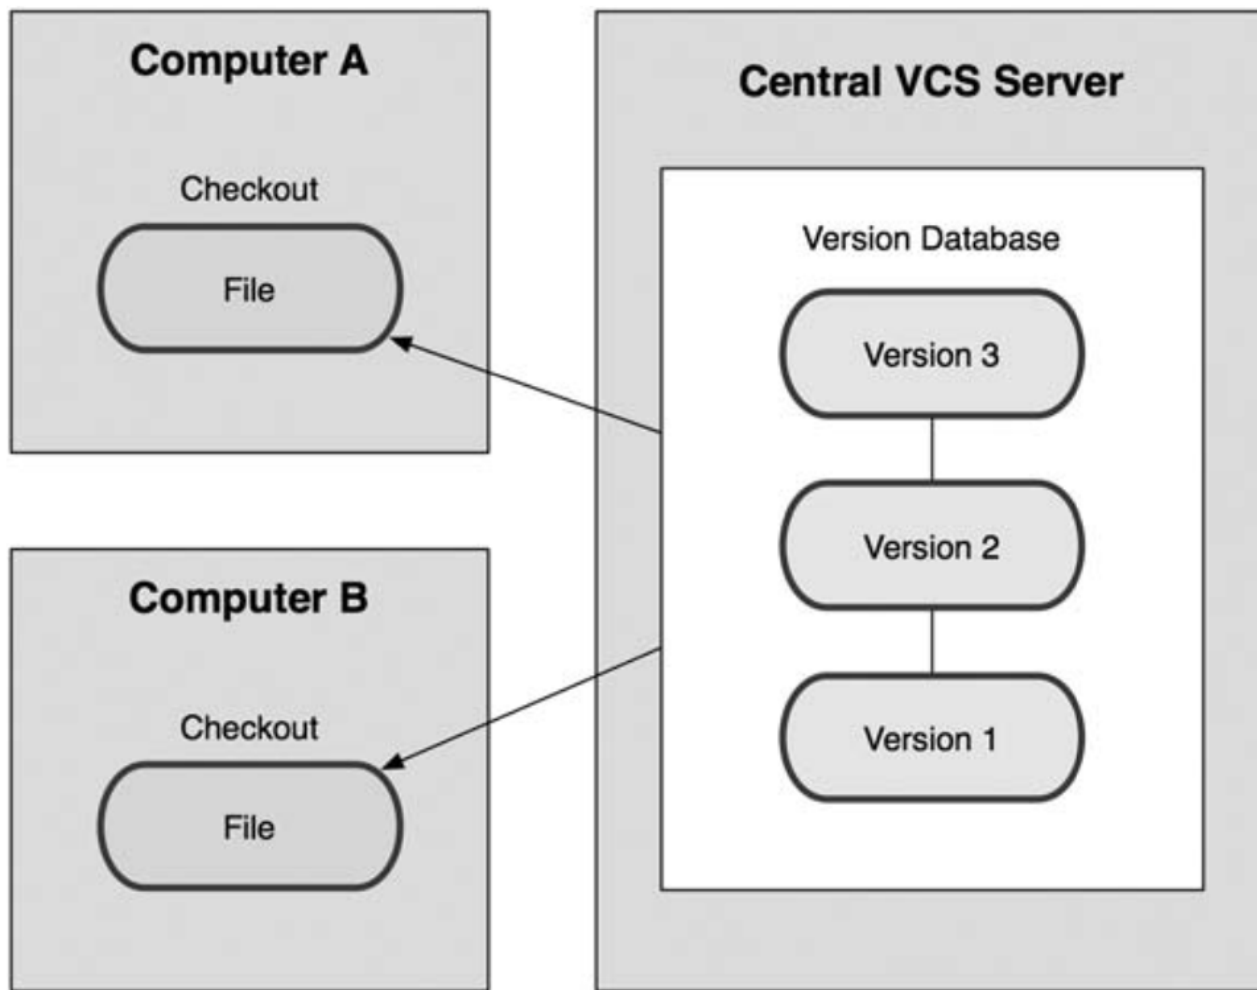 Computer A
Checkout
File
Computer B
Checkout
File
Central VCS Server
Version Database
Version 3
Version 2
Version 1